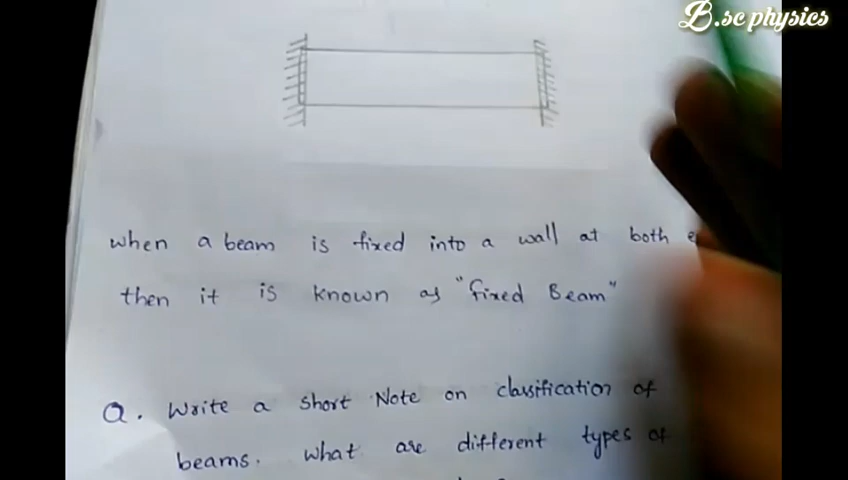 B.sc physics
when a beam is fixed into a wall at both
then it is known as "fixed Beam"
Q. Write a short Note on classification of
beams. What are different types of